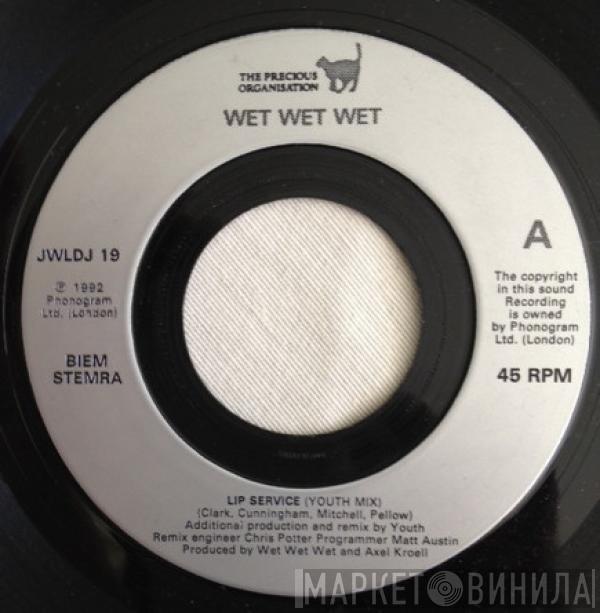 THE PRECIOUS
ORGANISATION
WET WET WET
JWLDJ 19
℗ 1992
Phonogram
Ltd. (London)
BIEM
STEMRA
A
The copyright
in this sound
Recording
is owned
by Phonogram
Ltd. (London)
45 RPM
LIP SERVICE (YOUTH MIX)
(Clark, Cunningham, Mitchell, Pellow)
Additional production and remix by Youth
Remix engineer Chris Potter Programmer Matt Austin
Produced by Wet Wet Wet and Axel Kroell
МАРКЕТ ВИНИЛА